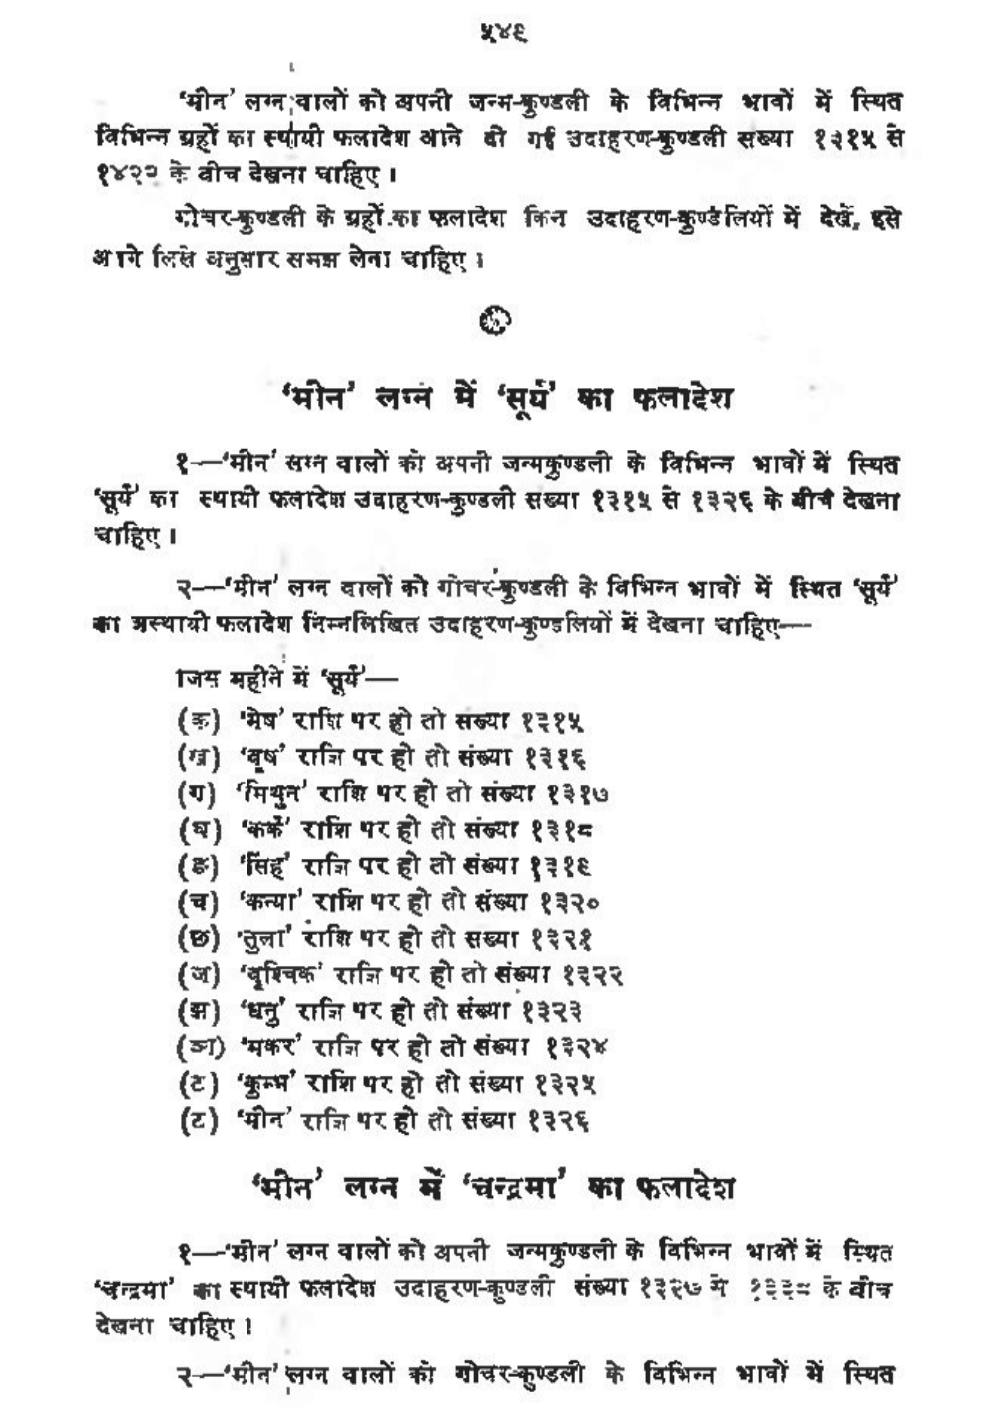 ५४९
'मीन' लग्न वालों को अपनी जन्म-कुण्डली के विभिन्न भावों में स्थित
विभिन्न ग्रहों का स्थायी फलादेश आगे दी गई उदाहरण-कुण्डली संख्या १३१५ से
१४२२ के बीच देखना चाहिए ।
गोचर-कुण्डली के ग्रहों का फलादेश किन उदाहरण-कुण्डलियों में देखें, इसे
आगे लिखे अनुसार समझ लेना चाहिए ।
'मीन' लग्न में 'सूर्य' का फलादेश
१—'मीन' लग्न वालों को अपनी जन्मकुण्डली के विभिन्न भावों में स्थित
'सूर्य' का स्थायी फलादेश उदाहरण-कुण्डली संख्या १३१५ से १३२६ के बीच देखना
चाहिए ।
२—'मीन' लग्न वालों को गोचर-कुण्डली के विभिन्न भावों में स्थित 'सूर्य'
का अस्थायी फलादेश निम्नलिखित उदाहरण-कुण्डलियों में देखना चाहिए—
जिस महीने में 'सूर्य'—
(क) 'मेष' राशि पर हो तो संख्या १३१५
(ख) 'वृष' राशि पर हो तो संख्या १३१६
(ग) 'मिथुन' राशि पर हो तो संख्या १३१७
(घ) 'कर्क' राशि पर हो तो संख्या १३१८
(ङ) 'सिंह' राशि पर हो तो संख्या १३१९
(च) 'कन्या' राशि पर हो तो संख्या १३२०
(छ) 'तुला' राशि पर हो तो संख्या १३२१
(ज) 'वृश्चिक' राशि पर हो तो संख्या १३२२
(झ) 'धनु' राशि पर हो तो संख्या १३२३
(ञ) 'मकर' राशि पर हो तो संख्या १३२४
(ट) 'कुम्भ' राशि पर हो तो संख्या १३२५
(ट) 'मीन' राशि पर हो तो संख्या १३२६
'मीन' लग्न में 'चन्द्रमा' का फलादेश
१—'मीन' लग्न वालों को अपनी जन्मकुण्डली के विभिन्न भावों में स्थित
'चन्द्रमा' का स्थायी फलादेश उदाहरण-कुण्डली संख्या १३२७ से १३३८ के बीच
देखना चाहिए ।
२—'मीन' लग्न वालों को गोचर-कुण्डली के विभिन्न भावों में स्थित